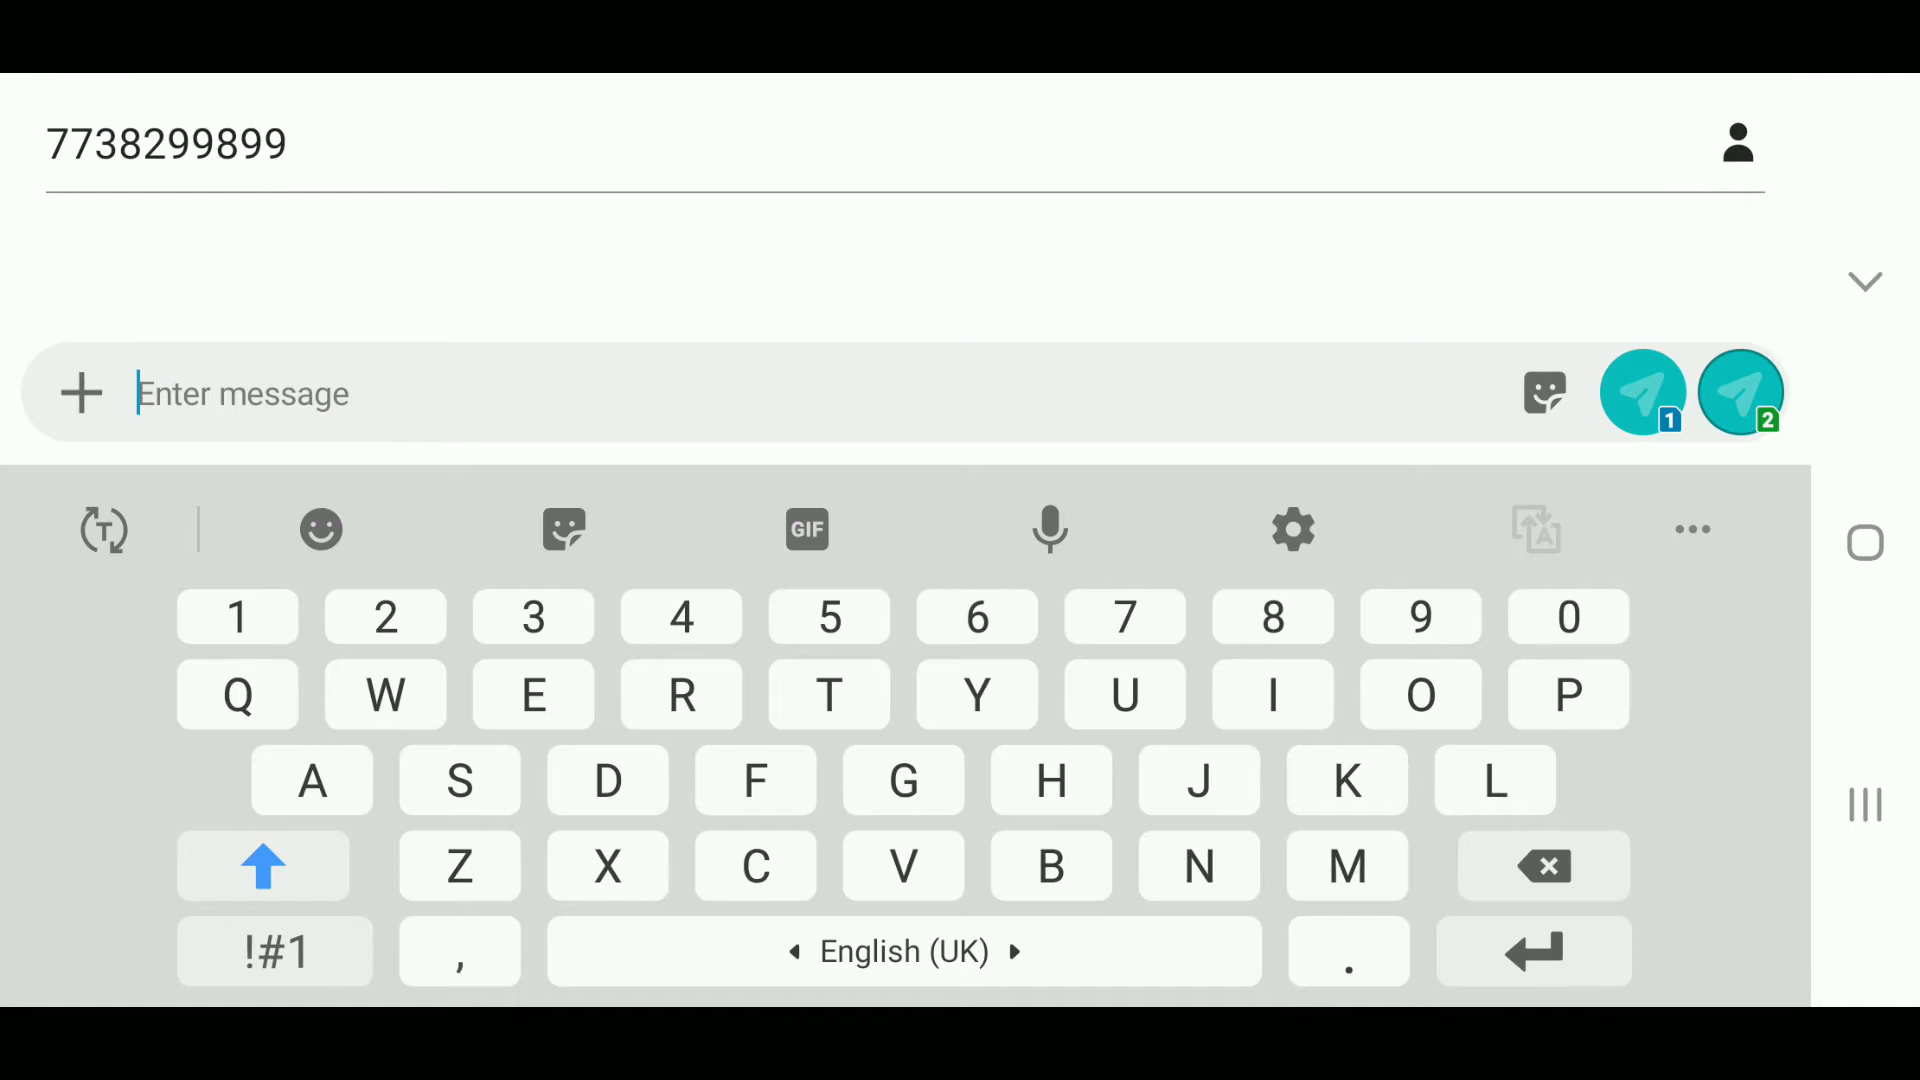 7738299899
Enter message
1
2
T
GIF
A
1 2 3 4 5 6 7 8 9 0
Q W E R T Y U I O P
A S D F G H J K L
Z X C V B N M
!#1 , English (UK) .